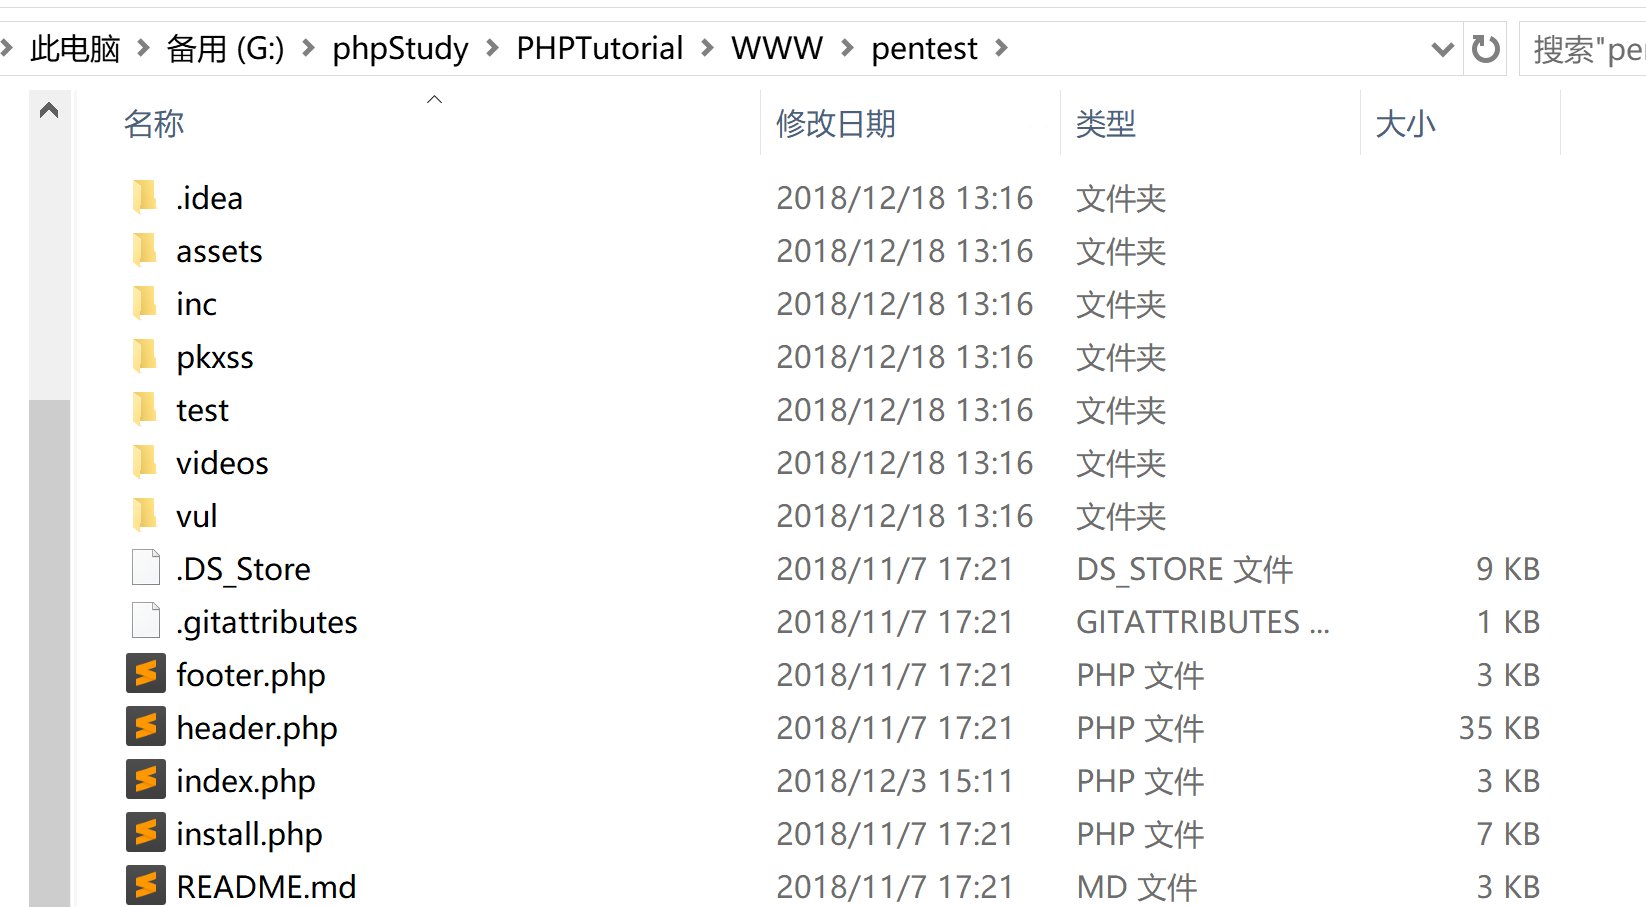 此电脑 备用 (G:) phpStudy PHPTutorial WWW pentest 搜索"pe
名称 修改日期 类型 大小
.idea 2018/12/18 13:16 文件夹
assets 2018/12/18 13:16 文件夹
inc 2018/12/18 13:16 文件夹
pkxss 2018/12/18 13:16 文件夹
test 2018/12/18 13:16 文件夹
videos 2018/12/18 13:16 文件夹
vul 2018/12/18 13:16 文件夹
.DS_Store 2018/11/7 17:21 DS_STORE 文件 9 KB
.gitattributes 2018/11/7 17:21 GITATTRIBUTES ... 1 KB
footer.php 2018/11/7 17:21 PHP 文件 3 KB
header.php 2018/11/7 17:21 PHP 文件 35 KB
index.php 2018/12/3 15:11 PHP 文件 3 KB
install.php 2018/11/7 17:21 PHP 文件 7 KB
README.md 2018/11/7 17:21 MD 文件 3 KB